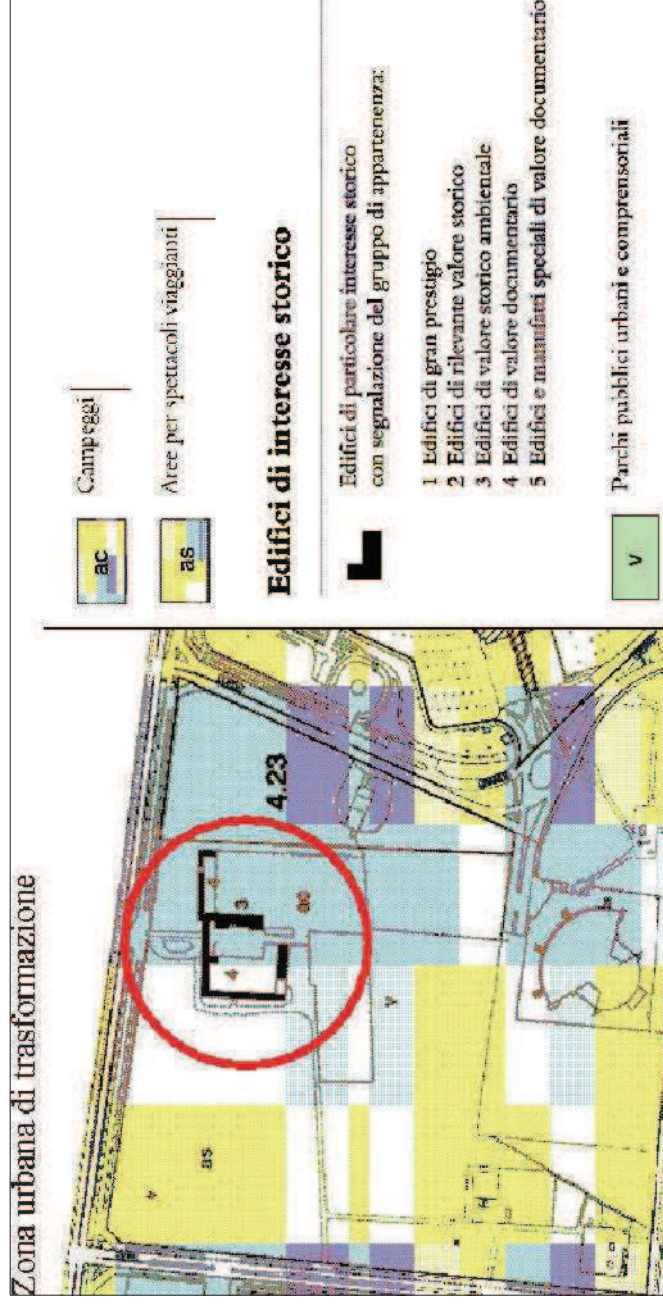 Zona urbana di trasformazione
4.23
4
3
4
as
v
H
ac
Campeggi
as
Aree per spettacoli viaggianti
Edifici di interesse storico
Edifici di particolare interesse storico
con segnalazione del gruppo di appartenenza:
1 Edifici di gran prestigio
2 Edifici di rilevante valore storico
3 Edifici di valore storico ambientale
4 Edifici di valore documentario
5 Edifici e manufatti speciali di valore documentario
v
Parchi pubblici urbani e comprensoriali